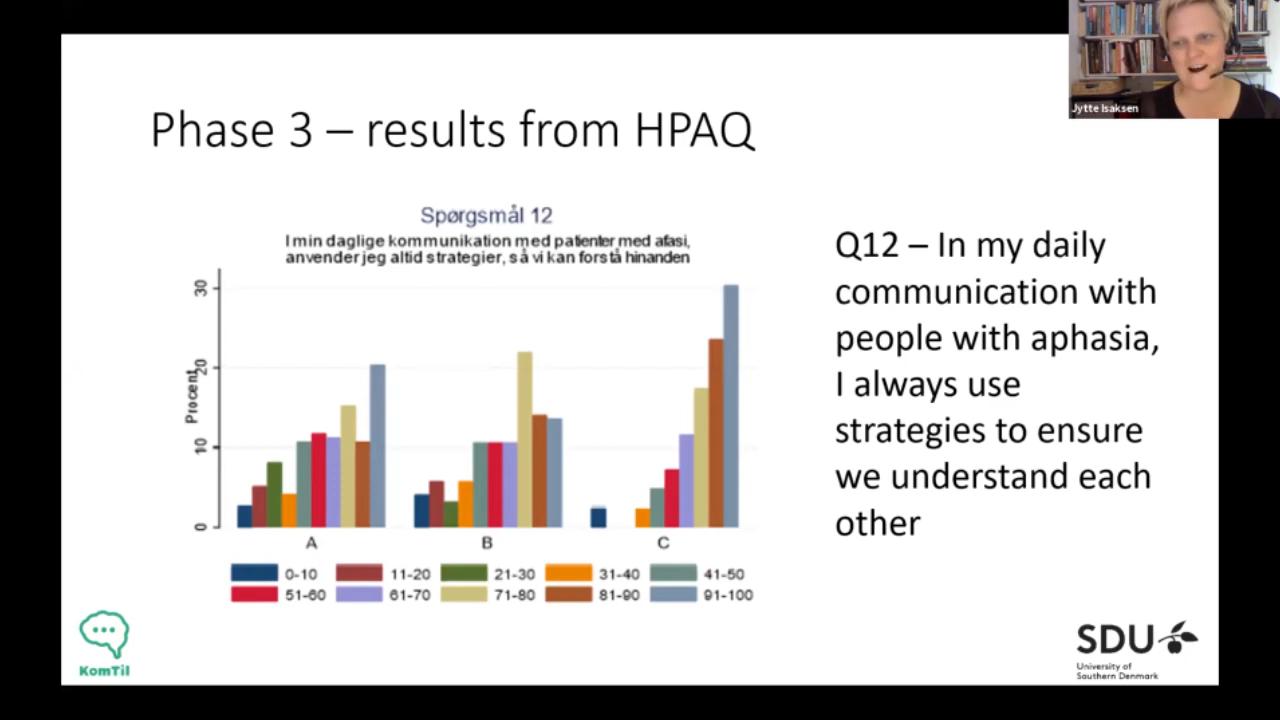 Jytte Isaksen
Phase 3 – results from HPAQ
Spørgsmål 12
I min daglige kommunikation med patienter med afasi,
anvender jeg altid strategier, så vi kan forstå hinanden
Procent
30
20
10
0
A B C
0-10 11-20 21-30 31-40 41-50
51-60 61-70 71-80 81-90 91-100
Q12 – In my daily
communication with
people with aphasia,
I always use
strategies to ensure
we understand each
other
KomTil
SDU
University of
Southern Denmark